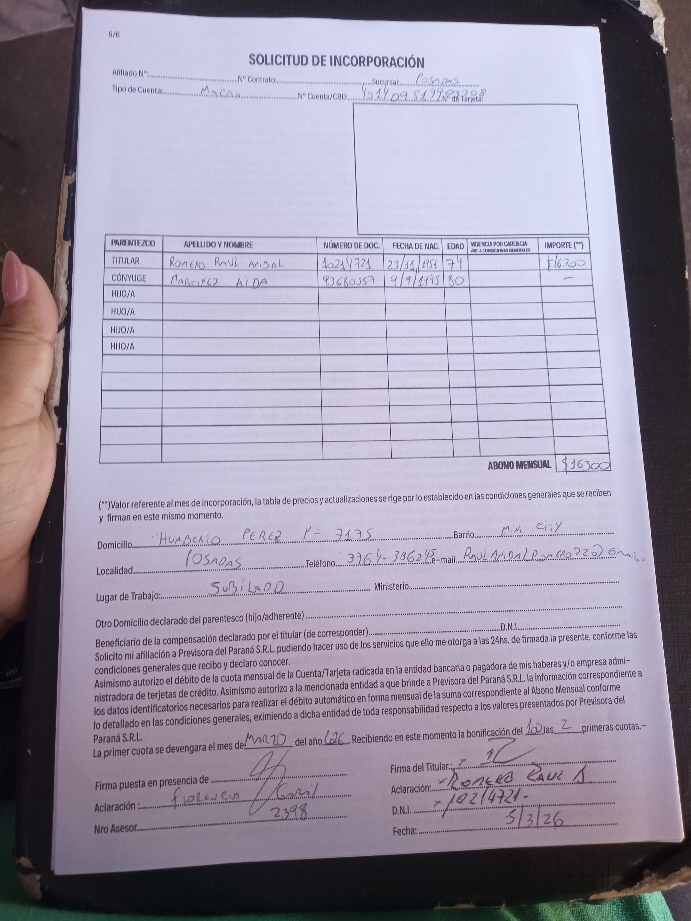 6/6
SOLICITUD DE INCORPORACIÓN
Afiliado N°: N° Contrato: Sucursal: Posadas
Tipo de Cuenta: Macro N° Cuenta/CBU: N° de Tarjeta:
PARENTEZCO APELLIDO Y NOMBRE NÚMERO DE DOC. FECHA DE NAC. EDAD VIGENCIA POR CARENCIA IMPORTE (**)
TITULAR ROMERO RAUL ANIBAL 10214721 23/11/1951 74 $16300
CÓNYUGE MARTINEZ AIDA 93680357 9/9/1945 80 —
HIJO/A
HIJO/A
HIJO/A
HIJO/A
ABONO MENSUAL $16300
(**)Valor referente al mes de incorporación, la tabla de precios y actualizaciones se rige por lo establecido en las condiciones generales que se reciben
y firman en este mismo momento.
Domicilio HUMBERTO PEREZ 7175 Barrio CITY
Localidad POSADAS Teléfono 3764- e-mail
Lugar de Trabajo: JUBILADO Ministerio
Otro Domicilio declarado del parentesco (hijo/adherente)
Beneficiario de la compensación declarado por el titular (de corresponder) D.N.I.
Solicito mi afiliación a Previsora del Paraná S.R.L. pudiendo hacer uso de los servicios que ello me otorga a las 24hs. de firmada la presente, conforme las
condiciones generales que recibo y declaro conocer.
Asimismo autorizo el débito de la cuota mensual de la Cuenta/Tarjeta radicada en la entidad bancaria o pagadora de mis haberes y/o empresa admi-
nistradora de terjetas de crédito. Asimismo autorizo a la mencionada entidad a que brinde a Previsora del Paraná S.R.L. la información correspondiente a
los datos identificatorios necesarios para realizar el débito automático en forma mensual de la suma correspondiente al Abono Mensual conforme
lo detallado en las condiciones generales, eximiendo a dicha entidad de toda responsabilidad respecto a los valores presentados por Previsora del
Paraná S.R.L.
La primer cuota se devengara el mes de MARZO del año Recibiendo en este momento la bonificación del 100 las 2 primeras cuotas.-
Firma puesta en presencia de
Firma del Titular:
Aclaración :
Aclaración: ROMERO RAUL A
Nro Asesor 2398
D.N.I. 10214721-
Fecha: 5/3/26